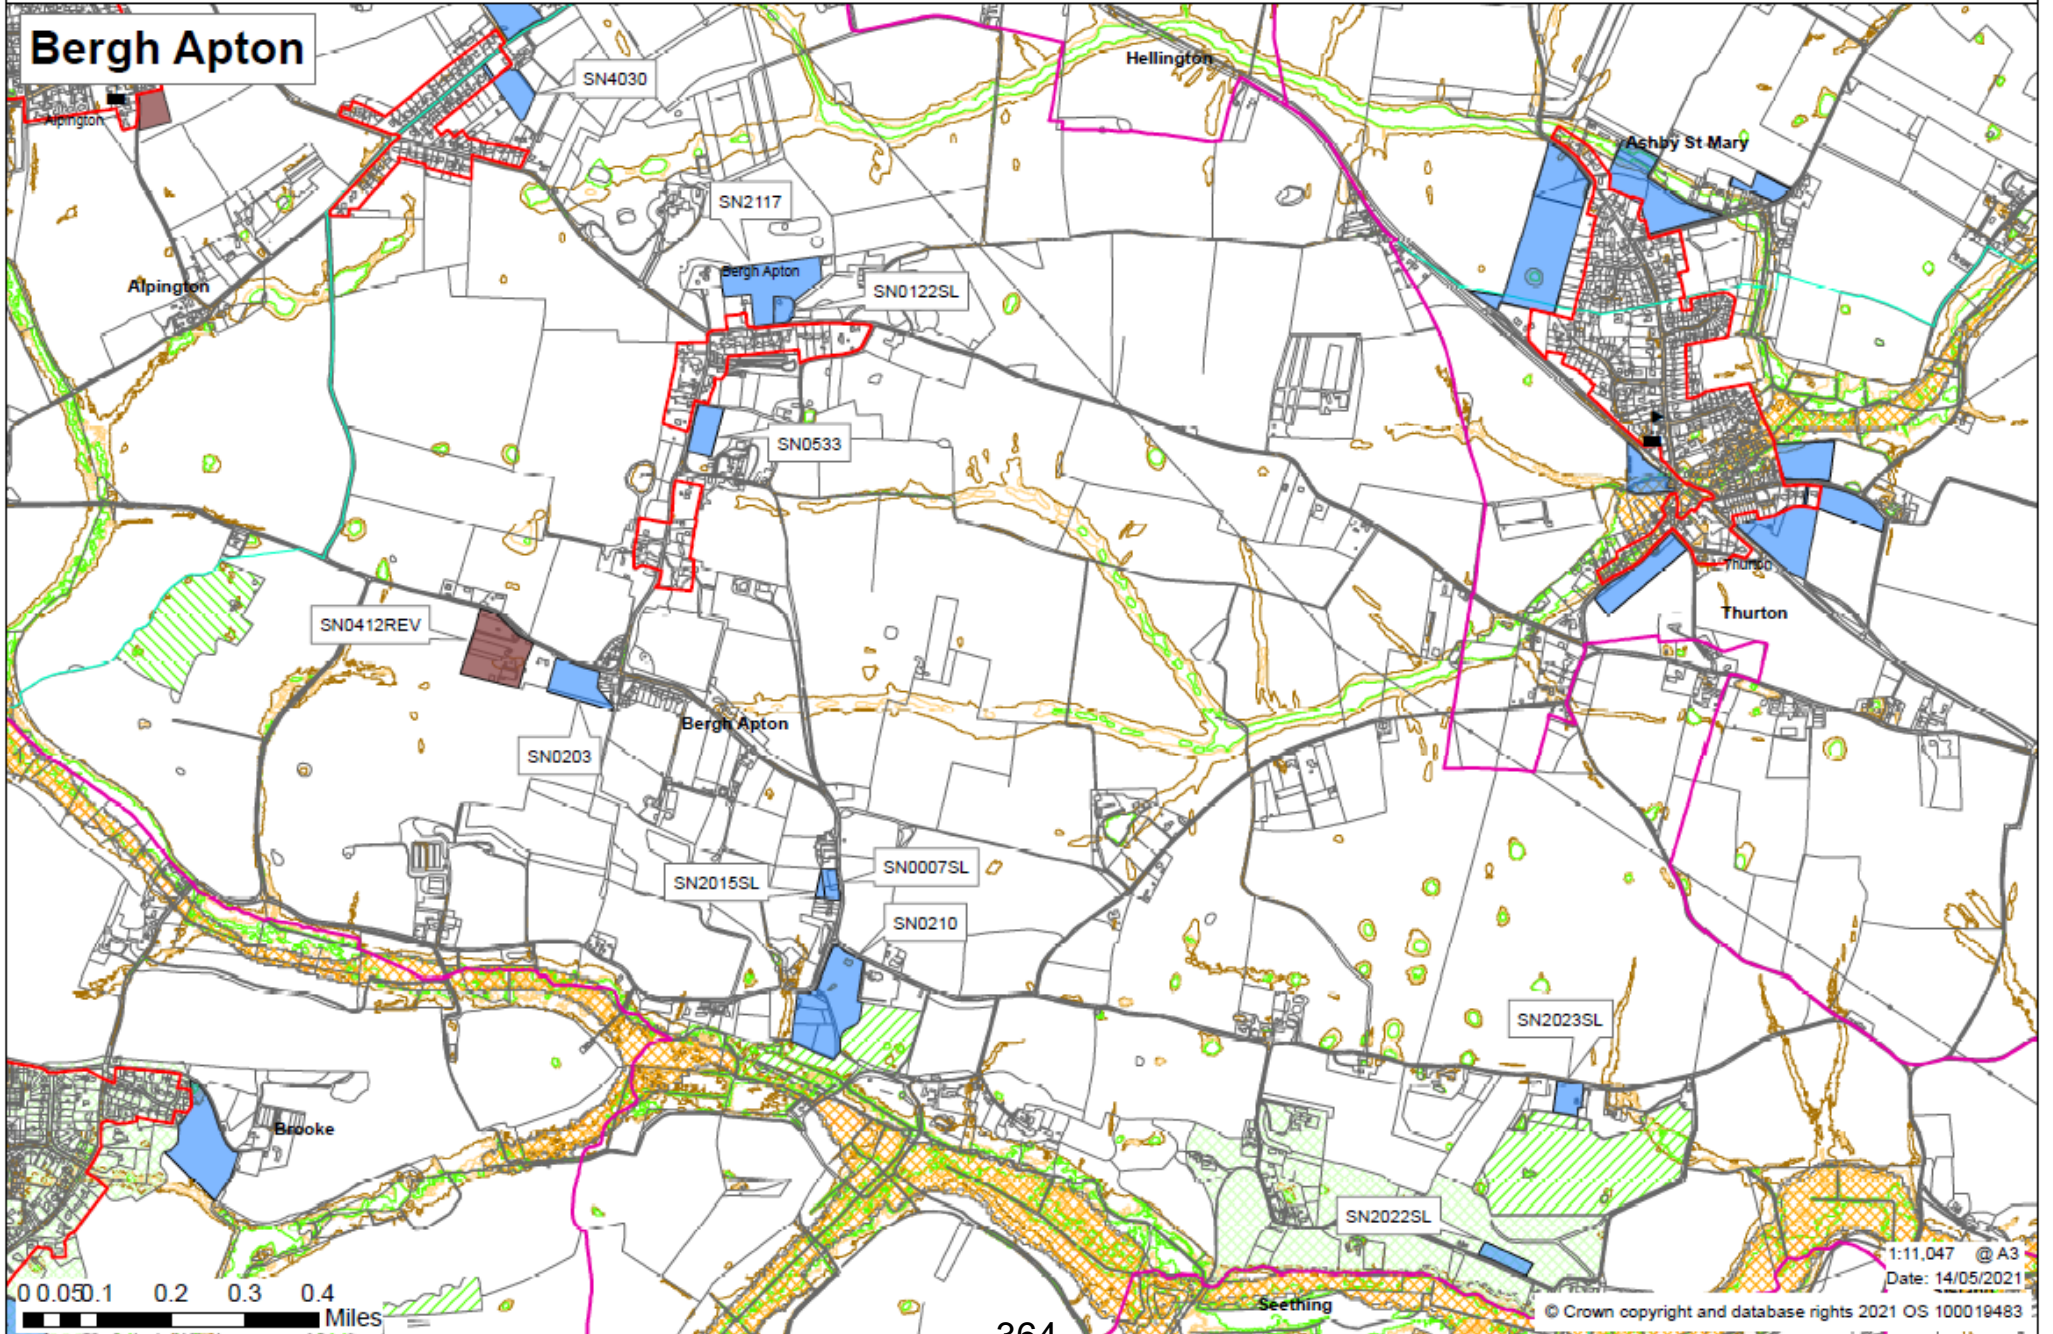 Bergh Apton
Hellington
SN4030
Alpington
Ashby St Mary
SN2117
Bergh Apton
Alpington
SN0122SL
SN0533
Thurton
Thurton
SN0412REV
Bergh Apton
SN0203
SN0007SL
SN2015SL
SN0210
SN2023SL
Brooke
SN2022SL
1:11,047 @ A3
Date: 14/05/2021
0 0.05 0.1 0.2 0.3 0.4
Miles
Seething
© Crown copyright and database rights 2021 OS 100019483
364